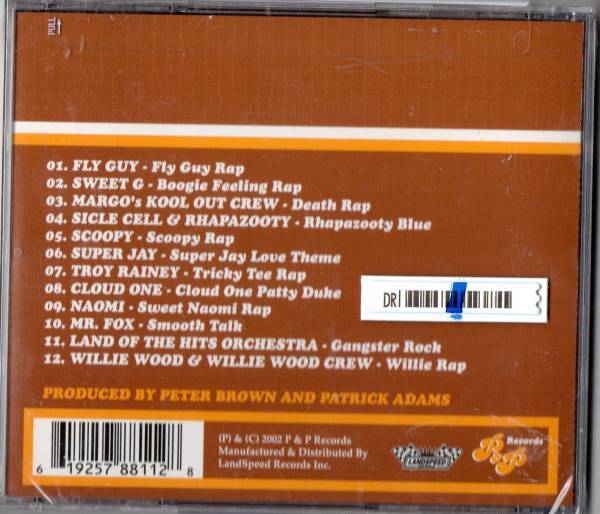 PULL
01. FLY GUY - Fly Guy Rap
02. SWEET G - Boogie Feeling Rap
03. MARGO's KOOL OUT CREW - Death Rap
04. SICLE CELL & RHAPAZOOTY - Rhapazooty Blue
05. SCOOPY - Scoopy Rap
06. SUPER JAY - Super Jay Love Theme
07. TROY RAINEY - Tricky Tee Rap
08. CLOUD ONE - Cloud One Patty Duke
09. NAOMI - Sweet Naomi Rap
10. MR. FOX - Smooth Talk
11. LAND OF THE HITS ORCHESTRA - Gangster Rock
12. WILLIE WOOD & WILLIE WOOD CREW - Willie Rap
DR
PRODUCED BY PETER BROWN AND PATRICK ADAMS
(P) & (C) 2002 P & P Records
Manufactured & Distributed By
LandSpeed Records Inc.
LANDSPEED
P&P Records
6 19257 88112 8